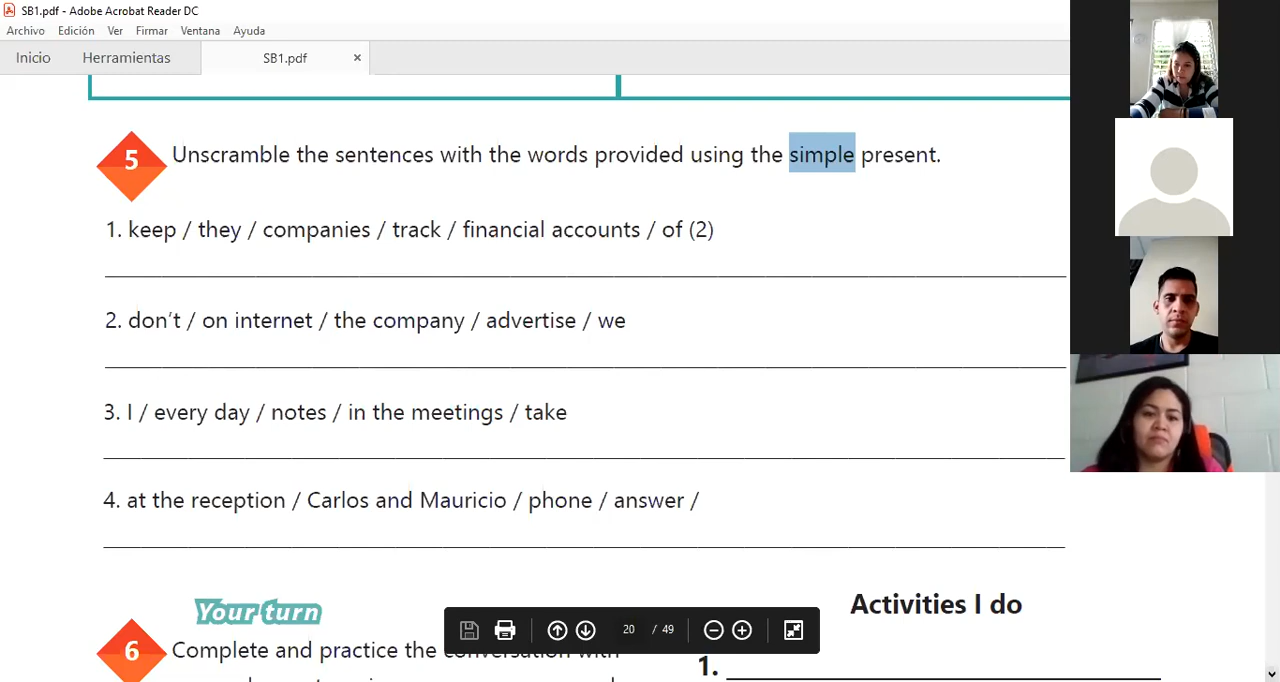 SB1.pdf - Adobe Acrobat Reader DC
Archivo Edición Ver Firmar Ventana Ayuda
Inicio Herramientas SB1.pdf ×
5 Unscramble the sentences with the words provided using the simple present.
1. keep / they / companies / track / financial accounts / of (2)
2. don't / on internet / the company / advertise / we
3. I / every day / notes / in the meetings / take
4. at the reception / Carlos and Mauricio / phone / answer /
Your turn
Activities I do
20 / 49
6 Complete and practice the conversation with
1.